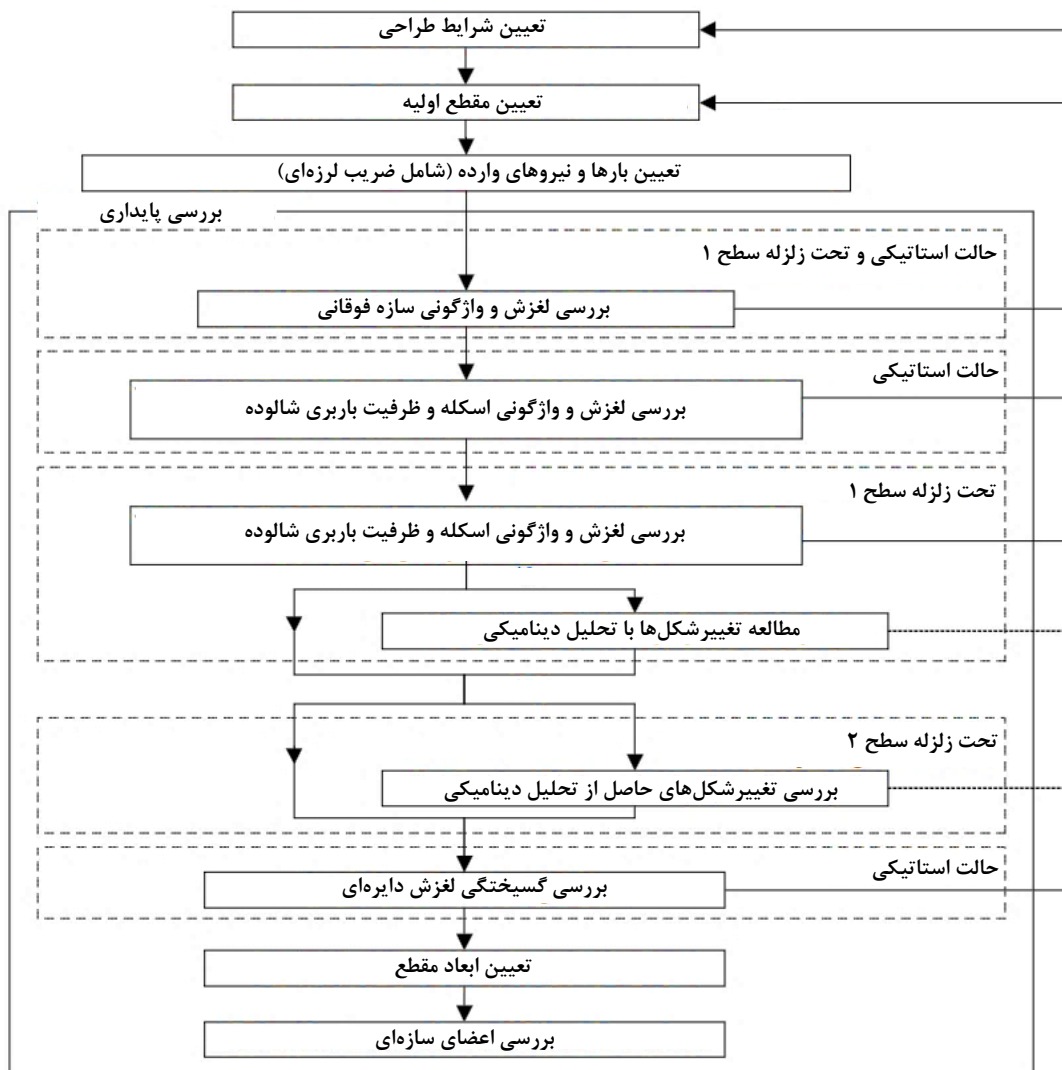 تعیین شرایط طراحی
تعیین مقطع اولیه
تعیین بارها و نیروهای وارده (شامل ضریب لرزه‌ای)
بررسی پایداری
حالت استاتیکی و تحت زلزله سطح ۱
بررسی لغزش و واژگونی سازه فوقانی
حالت استاتیکی
بررسی لغزش و واژگونی اسکله و ظرفیت باربری شالوده
تحت زلزله سطح ۱
بررسی لغزش و واژگونی اسکله و ظرفیت باربری شالوده
مطالعه تغییرشکل‌ها با تحلیل دینامیکی
تحت زلزله سطح ۲
بررسی تغییرشکل‌های حاصل از تحلیل دینامیکی
حالت استاتیکی
بررسی گسیختگی لغزش دایره‌ای
تعیین ابعاد مقطع
بررسی اعضای سازه‌ای